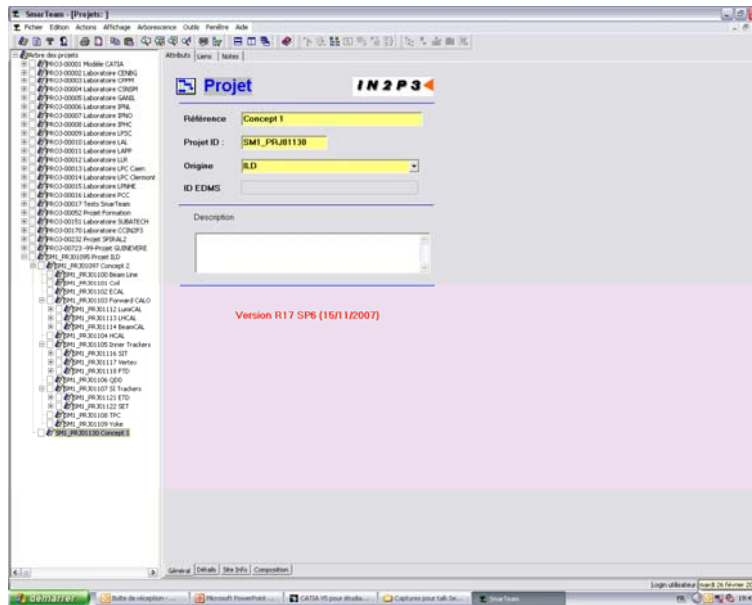 SmarTeam - [Projets: ]
Fichier Edition Actions Affichage Arborescence Outils Fenêtre Aide
Arbre des projets
PRO3-00001 Modèle CATIA
PRO3-00002 Laboratoire CENBG
PRO3-00003 Laboratoire CPPM
PRO3-00004 Laboratoire CSNSM
PRO3-00005 Laboratoire GANIL
PRO3-00006 Laboratoire IPNL
PRO3-00007 Laboratoire IPNO
PRO3-00008 Laboratoire IPHC
PRO3-00009 Laboratoire LPSC
PRO3-00010 Laboratoire LAL
PRO3-00011 Laboratoire LAPP
PRO3-00012 Laboratoire LLR
PRO3-00013 Laboratoire LPC Caen
PRO3-00014 Laboratoire LPC Clermont
PRO3-00015 Laboratoire LPNHE
PRO3-00016 Laboratoire PCC
PRO3-00017 Tests SmarTeam
PRO3-00052 Projet Formation
PRO3-00151 Laboratoire SUBATECH
PRO3-00170 Laboratoire CCIN2P3
PRO3-00232 Projet SPIRAL2
PRO3-00723 -99-Projet GUINEVERE
SM1_PRJ01095 Projet ILD
SM1_PRJ01097 Concept 2
SM1_PRJ01100 Beam Line
SM1_PRJ01101 Coil
SM1_PRJ01102 ECAL
SM1_PRJ01103 Forward CALO
SM1_PRJ01112 LumiCAL
SM1_PRJ01113 LHCAL
SM1_PRJ01114 BeamCAL
SM1_PRJ01104 HCAL
SM1_PRJ01105 Inner Trackers
SM1_PRJ01116 SIT
SM1_PRJ01117 Vertex
SM1_PRJ01118 FTD
SM1_PRJ01106 QD0
SM1_PRJ01107 SI Trackers
SM1_PRJ01121 ETD
SM1_PRJ01122 SET
SM1_PRJ01108 TPC
SM1_PRJ01109 Yoke
SM1_PRJ01130 Concept 1
Attributs Liens Notes
Projet
IN2P3
Référence Concept 1
Projet ID : SM1_PRJ01130
Origine ILD
ID EDMS
Description
Version R17 SP6 (15/11/2007)
Général Détails Site Info Composition
Login utilisateur mardi 26 février 20
démarrer Boîte de réception - ... Microsoft PowerPoint ... CATIA V5 pour étudia... Captures pour talk Se... SmarTeam FR